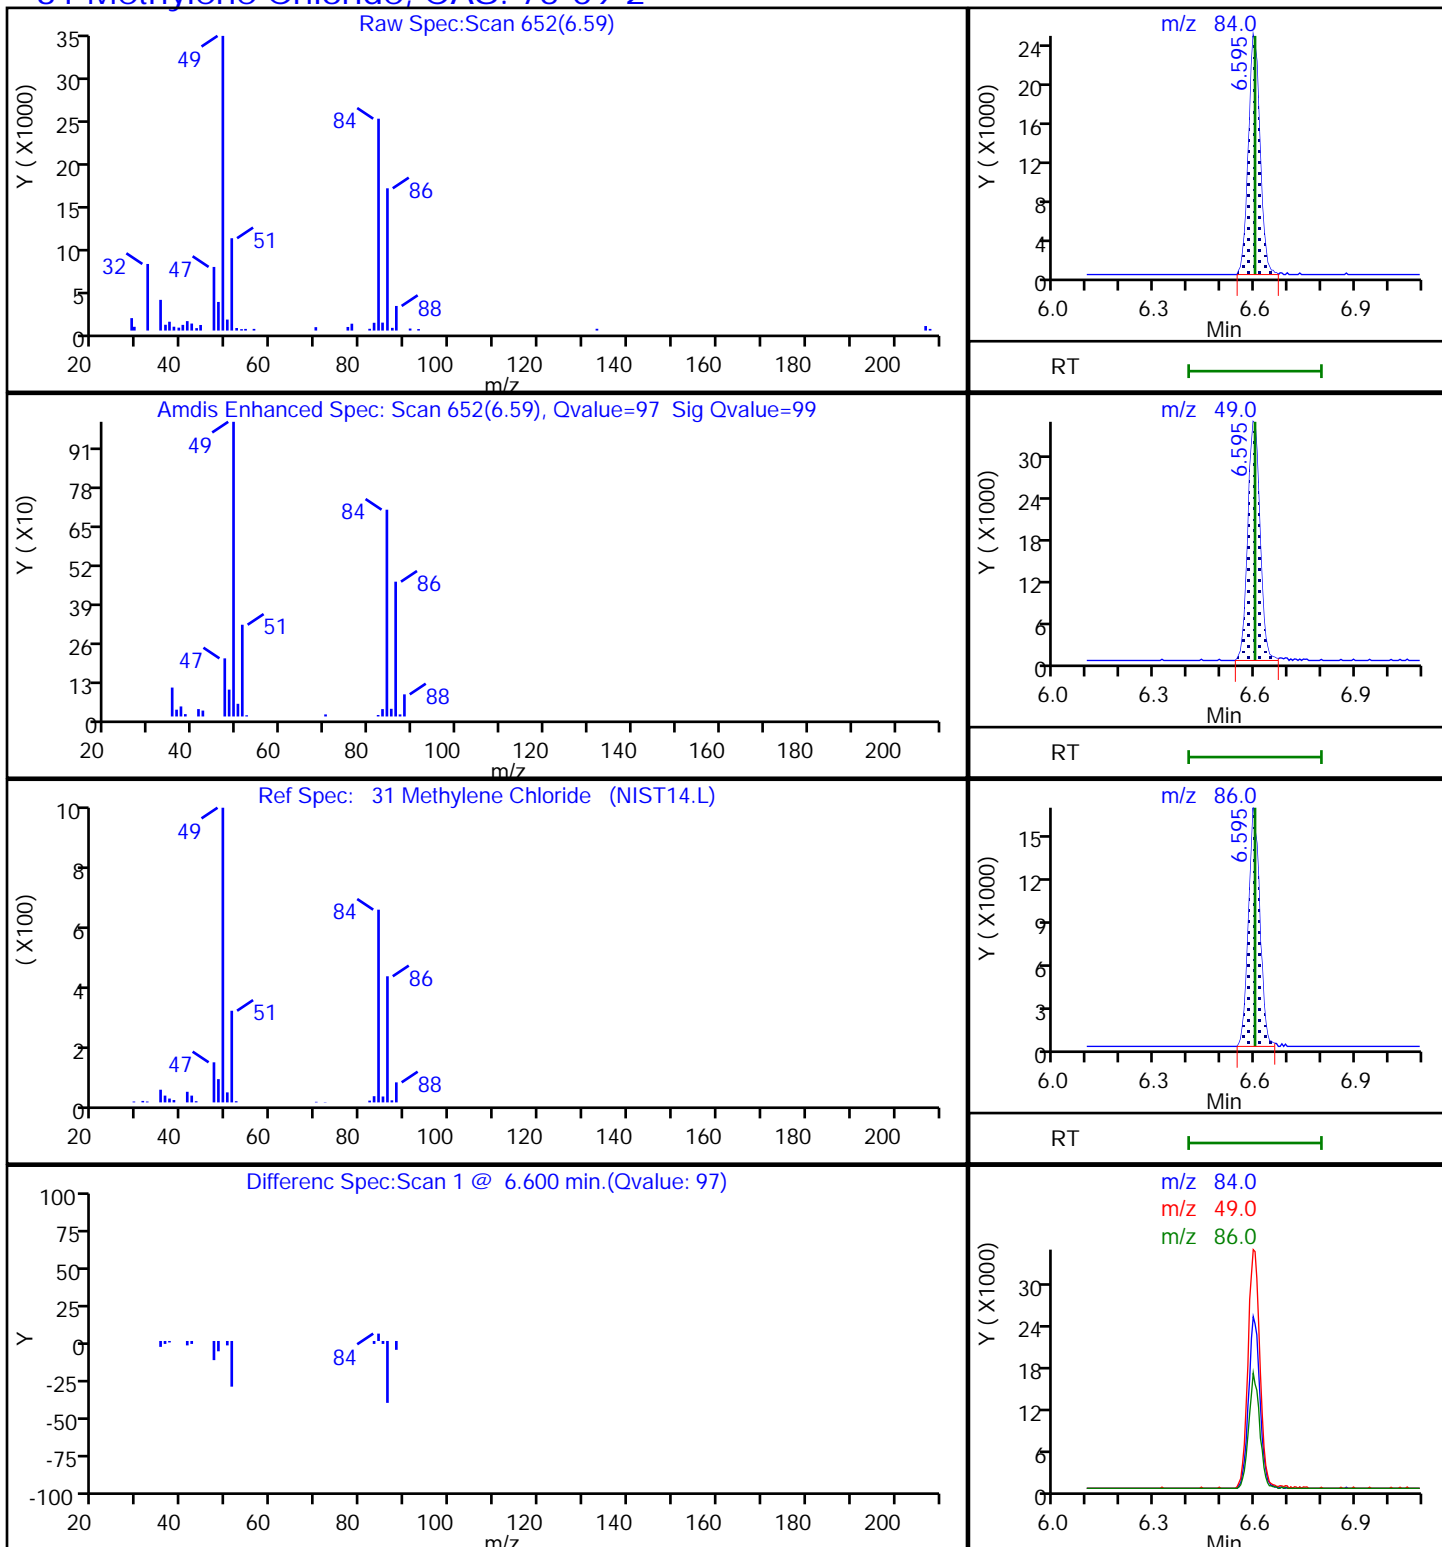 Raw Spec:Scan 652(6.59)
35
30
25
20
15
10
5
0
Y ( X1000)
49
84
86
51
32
47
88
20 40 60 80 100 120 140 160 180 200
m/z
m/z 84.0
24
20
16
12
8
4
0
Y ( X1000)
6.595
6.0 6.3 6.6 6.9
Min
RT
Amdis Enhanced Spec: Scan 652(6.59), Qvalue=97 Sig Qvalue=99
91
78
65
52
39
26
13
0
Y ( X10)
49
84
86
51
47
88
20 40 60 80 100 120 140 160 180 200
m/z
m/z 49.0
30
24
18
12
6
0
Y ( X1000)
6.595
6.0 6.3 6.6 6.9
Min
RT
Ref Spec: 31 Methylene Chloride (NIST14.L)
10
8
6
4
2
0
( X100)
49
84
86
51
47
88
20 40 60 80 100 120 140 160 180 200
m/z 86.0
15
12
9
6
3
0
Y ( X1000)
6.595
6.0 6.3 6.6 6.9
Min
RT
Differenc Spec:Scan 1 @ 6.600 min.(Qvalue: 97)
100
75
50
25
0
-25
-50
-75
-100
Y
84
20 40 60 80 100 120 140 160 180 200
m/z
m/z 84.0
m/z 49.0
m/z 86.0
30
24
18
12
6
0
Y ( X1000)
6.0 6.3 6.6 6.9
Min